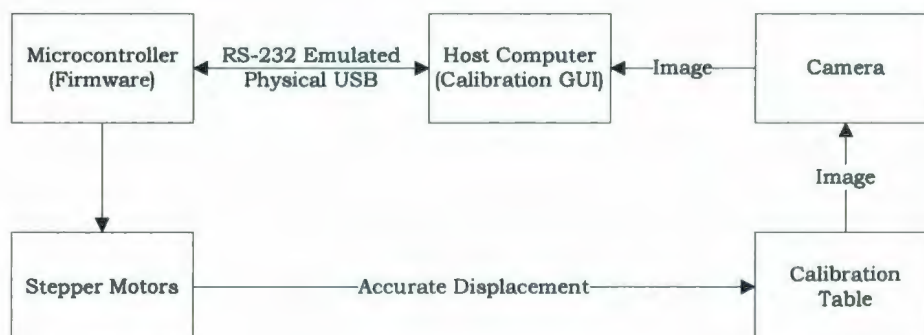 Microcontroller
(Firmware)
RS-232 Emulated
Physical USB
Host Computer
(Calibration GUI)
Image
Camera
Image
Stepper Motors
Accurate Displacement
Calibration
Table